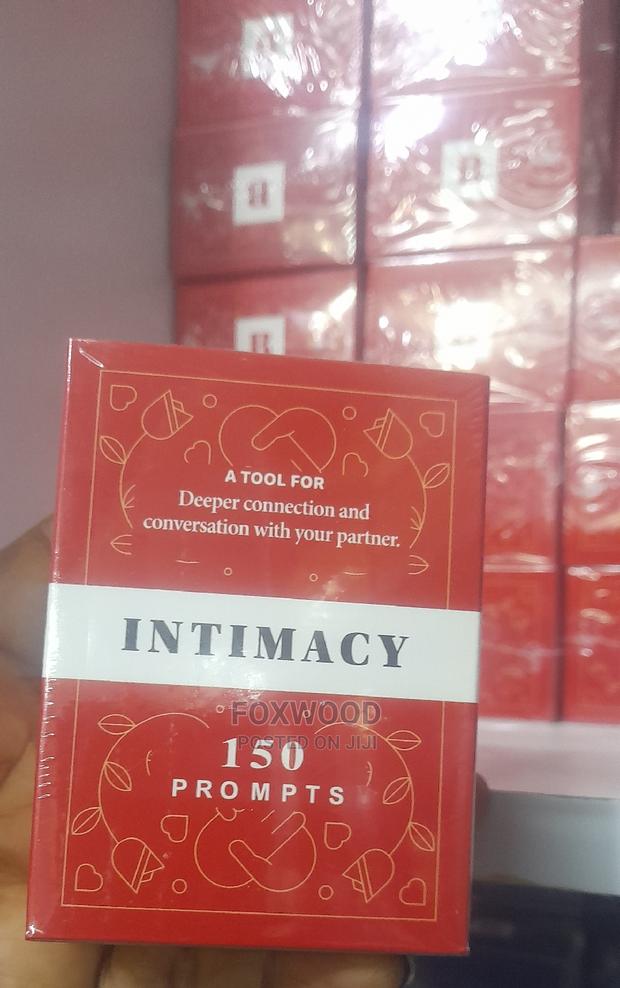 A TOOL FOR
Deeper connection and
conversation with your partner.
INTIMACY
FOXWOOD
POSTED ON JIJI
150
PROMPTS